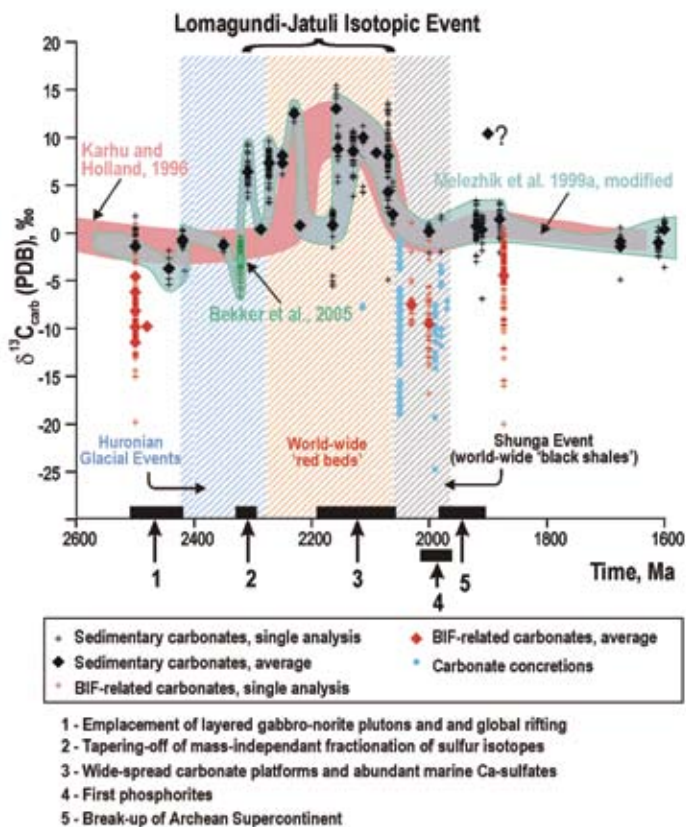 Lomagundi-Jatuli Isotopic Event
20
15
10
5
0
-5
-10
-15
-20
-25
δ13Ccarb (PDB), ‰
Karhu and
Holland, 1996
?
Melezhik et al. 1999a, modified
Bekker et al., 2005
Huronian
Glacial Events
World-wide
'red beds'
Shunga Event
(world-wide 'black shales')
2600
2400
2200
2000
1800
1600
Time, Ma
1
2
3
4
5
Sedimentary carbonates, single analysis
Sedimentary carbonates, average
BIF-related carbonates, single analysis
BIF-related carbonates, average
Carbonate concretions
1 - Emplacement of layered gabbro-norite plutons and and global rifting
2 - Tapering-off of mass-independant fractionation of sulfur isotopes
3 - Wide-spread carbonate platforms and abundant marine Ca-sulfates
4 - First phosphorites
5 - Break-up of Archean Supercontinent